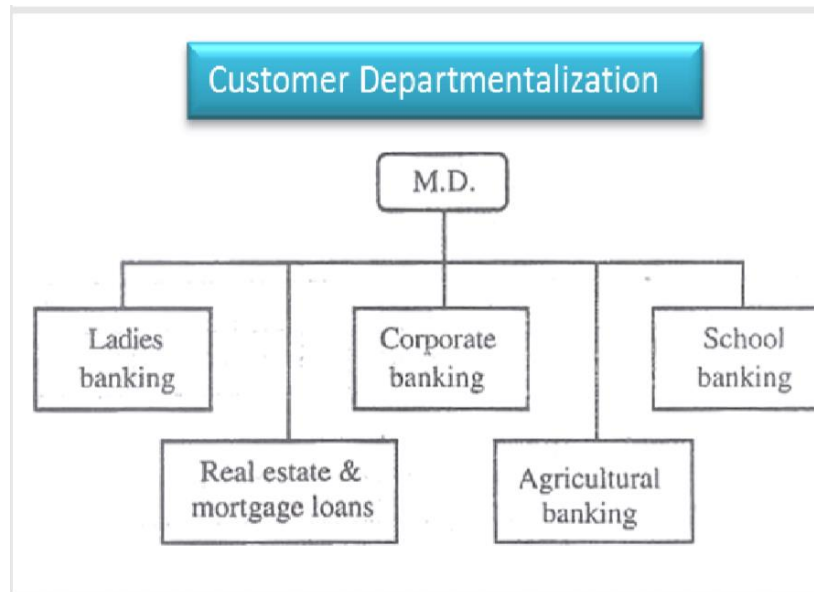 Customer Departmentalization
M.D.
Ladies
banking
Corporate
banking
School
banking
Real estate &
mortgage loans
Agricultural
banking